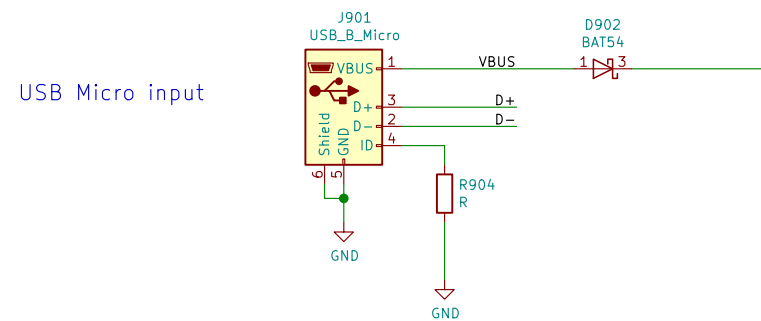 J901
USB_B_Micro
D902
BAT54
USB Micro input
VBUS 1 VBUS 1 3
D+ 3 D+
D- 2 D-
ID 4
Shield
GND
6 5
R904
R
GND
GND